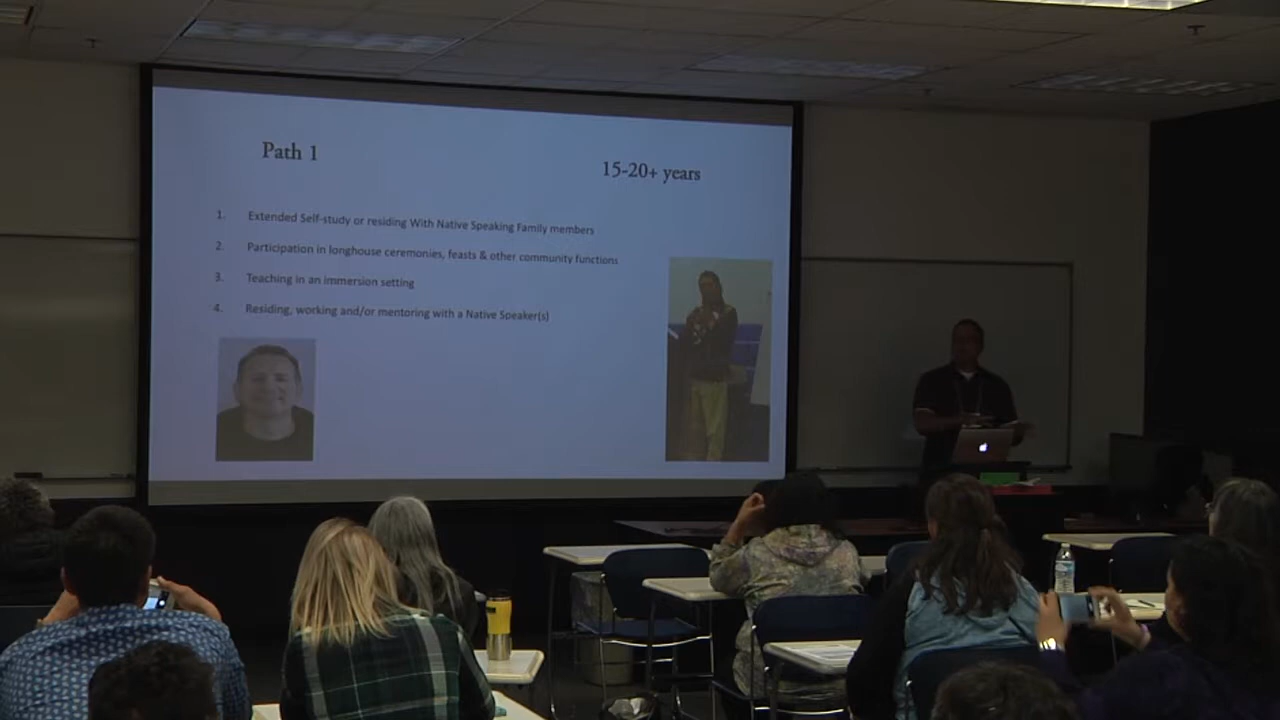 Path 1
15-20+ years
1. Extended Self-study or residing With Native Speaking Family members
2. Participation in longhouse ceremonies, feasts & other community functions
3. Teaching in an immersion setting
4. Residing, working and/or mentoring with a Native Speaker(s)